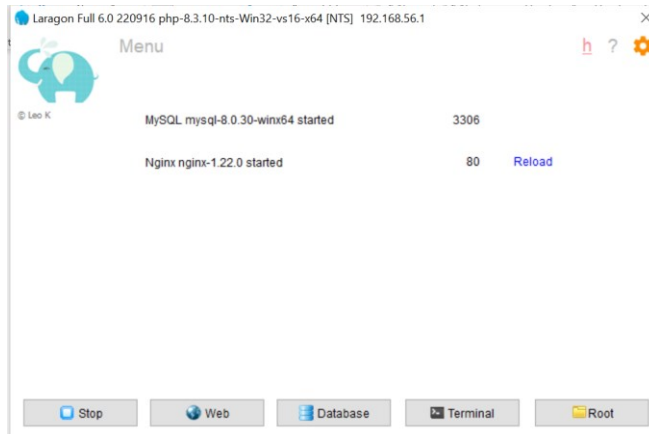 Laragon Full 6.0 220916 php-8.3.10-nts-Win32-vs16-x64 [NTS] 192.168.56.1
Menu
h ?
© Leo K
MySQL mysql-8.0.30-winx64 started 3306
Nginx nginx-1.22.0 started 80 Reload
Stop Web Database Terminal Root